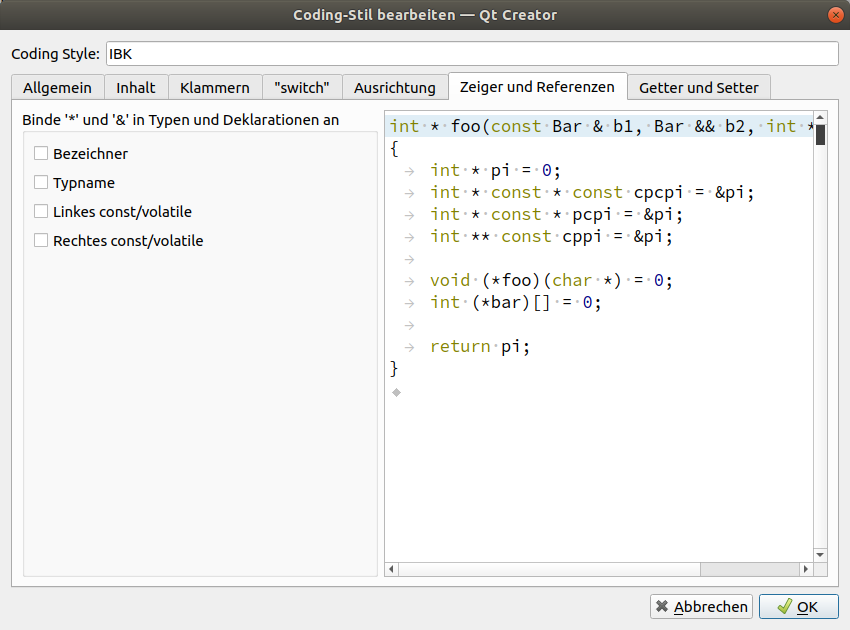 Coding-Stil bearbeiten — Qt Creator
Coding Style: IBK
Allgemein Inhalt Klammern "switch" Ausrichtung Zeiger und Referenzen Getter und Setter
Binde '*' und '&' in Typen und Deklarationen an
Bezeichner
Typname
Linkes const/volatile
Rechtes const/volatile
int * foo(const Bar & b1, Bar && b2, int *
{
int * pi = 0;
int * const * const cpcpi = &pi;
int * const * pcpi = &pi;
int ** const cppi = &pi;
void (*foo)(char *) = 0;
int (*bar)[] = 0;
return pi;
}
Abbrechen OK